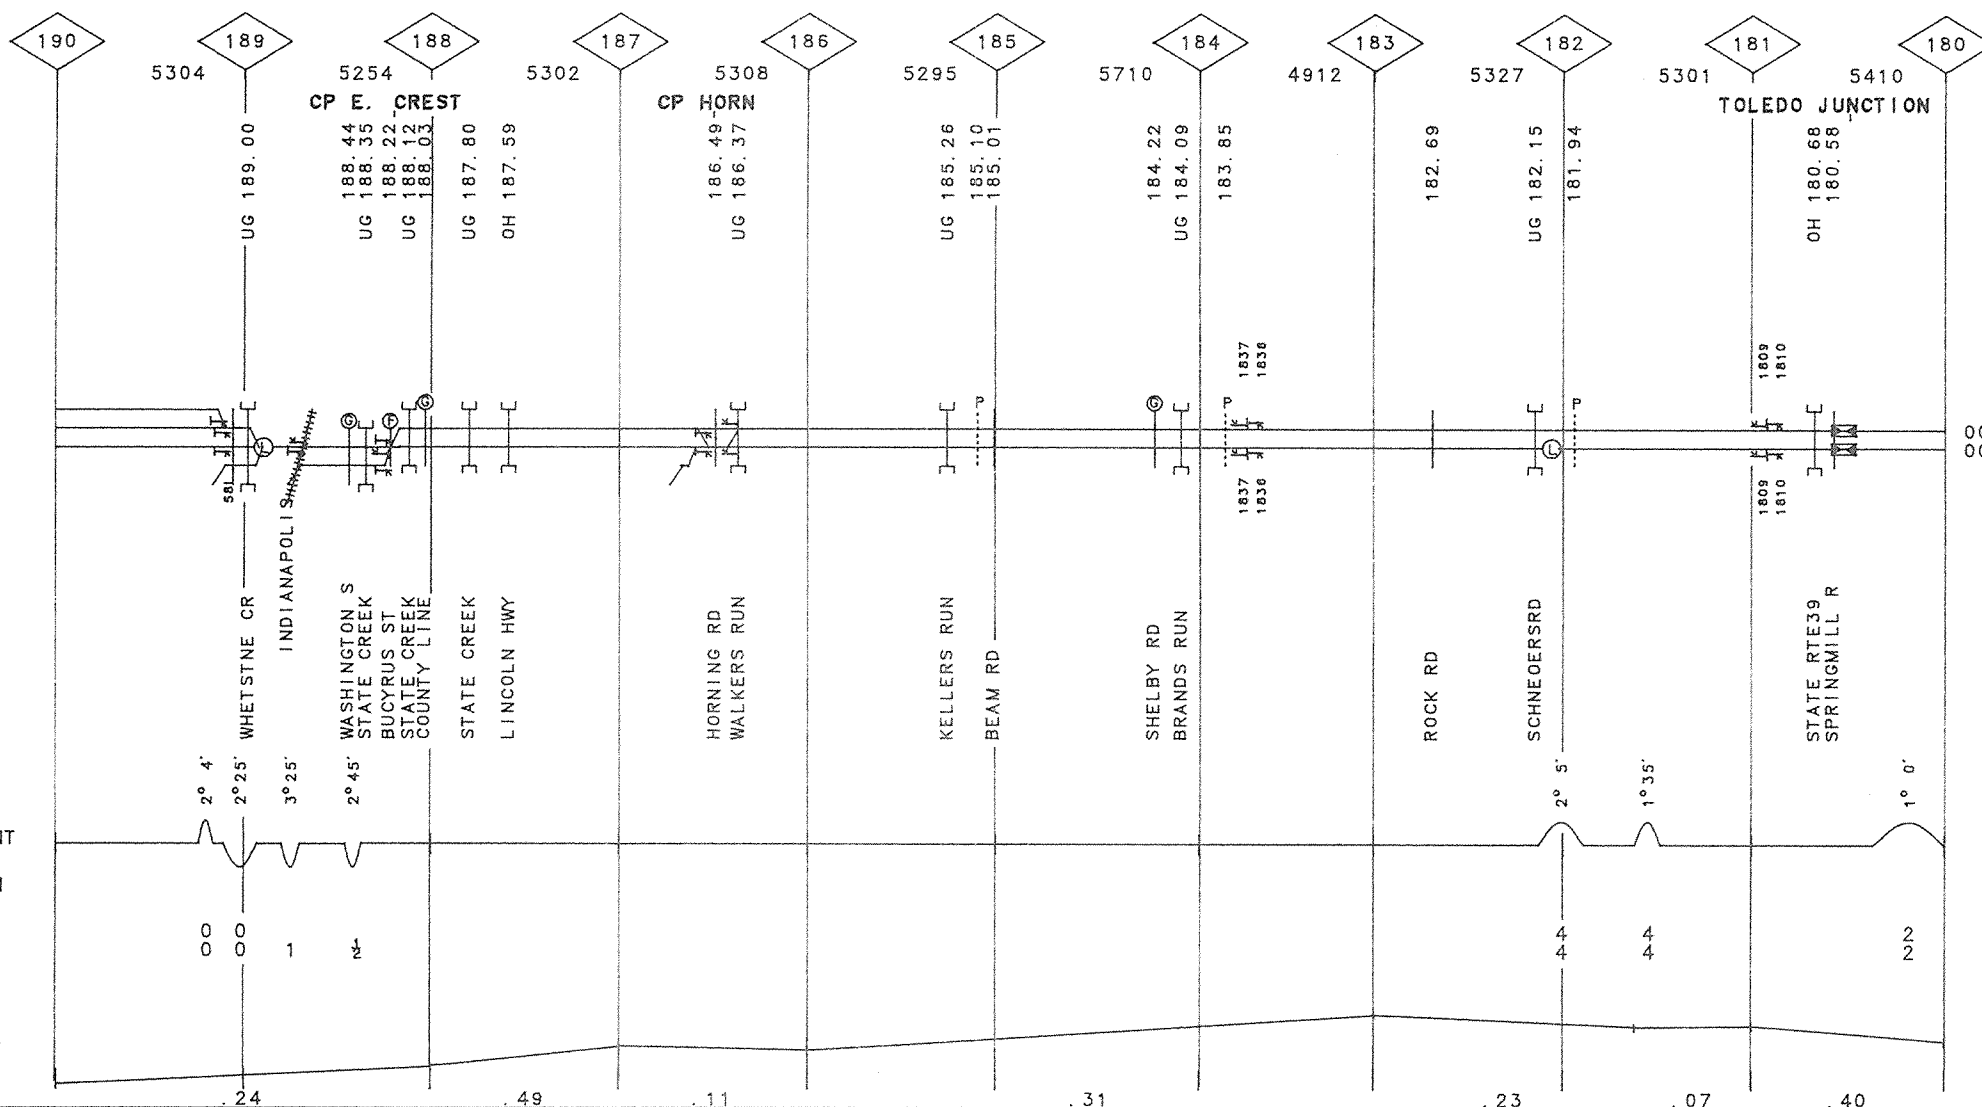 190 189 188 187 186 185 184 183 182 181 180
5304 5254 5302 5308 5295 5710 4912 5327 5301 5410
CP E. CREST
CP HORN
TOLEDO JUNCTION
UG 189.00
188.44
UG 188.35
188.22
UG 188.12
188.03
UG 187.80
OH 187.59
186.49
UG 186.37
UG 185.26
185.10
185.01
184.22
UG 184.09
183.85
182.69
UG 182.15
181.94
OH 180.68
180.58
1837
1836
1809
1810
G
F
G
P
G
P
P
L
L
00
00
58L
1837
1836
1809
1810
INDIANAPOLIS
WHETSTNE CR
WASHINGTON S
STATE CREEK
BUCYRUS ST
STATE CREEK
COUNTY LINE
STATE CREEK
LINCOLN HWY
HORNING RD
WALKERS RUN
KELLERS RUN
BEAM RD
SHELBY RD
BRANDS RUN
ROCK RD
SCHNEOERSRD
STATE RTE39
SPRINGMILL R
2° 4'
2°25'
3°25'
2°45'
2° 5'
1°35'
1° 0'
0 0 4 4 2
0 0 1 ½ 4 4 2
.24 .49 .11 .31 .23 .07 .40